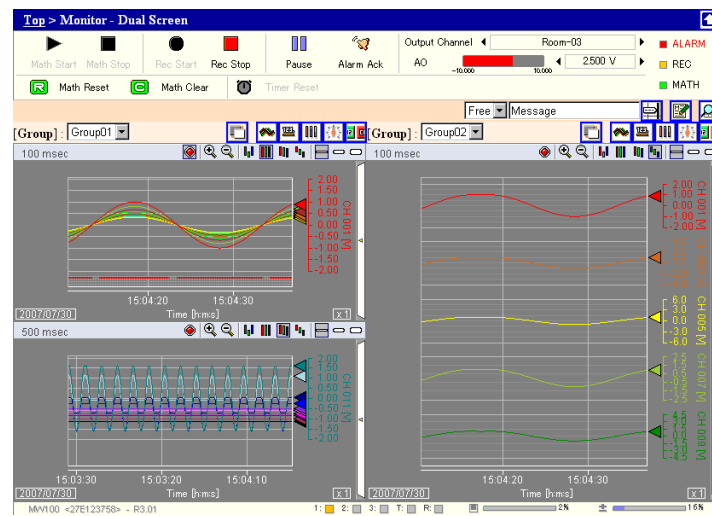 Top > Monitor - Dual Screen
Math Start Math Stop Rec Start Rec Stop Pause Alarm Ack
Output Channel Room-03
AO -10.000 10.000 2.500 V
ALARM
REC
MATH
R Math Reset C Math Clear Timer Reset
Free Message
[Group] : Group01
[Group] : Group02
100 msec
2.00
1.50
1.00
0.50
0.00
-0.50
-1.00
-1.50
-2.00
CH 001 [V]
15:04:20 15:04:30
2007/07/30 Time [h:m:s] x 1
500 msec
2.00
1.50
1.00
0.50
0.00
-0.50
-1.00
-1.50
-2.00
CH 011 [V]
15:03:30 15:03:20 15:04:10
2007/07/30 Time [h:m:s] x 1
100 msec
2.00
1.00
0.00
-1.00
-2.00
CH 001 [V]
6.0
3.0
0.0
-3.0
-6.0
CH 005 [V]
CH 007 [V]
CH 009 [V]
15:04:20 15:04:30
2007/07/30 Time [h:m:s] x 1
MW100 <27E123758> - R3.01 1: 2: 3: T: R: 2% 16%